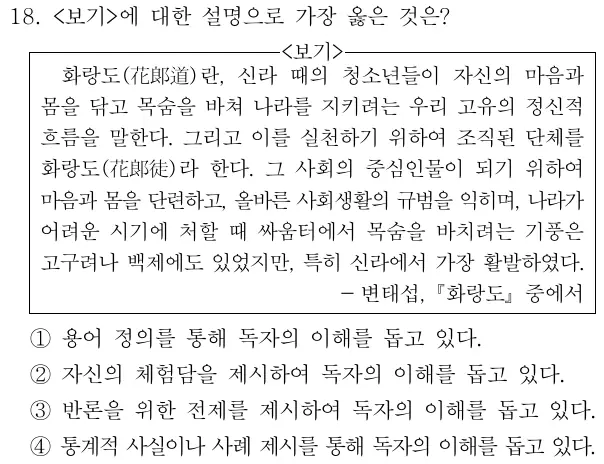 18. <보기>에 대한 설명으로 가장 옳은 것은?
<보기>
화랑도(花郞道)란, 신라 때의 청소년들이 자신의 마음과
몸을 닦고 목숨을 바쳐 나라를 지키려는 우리 고유의 정신적
흐름을 말한다. 그리고 이를 실천하기 위하여 조직된 단체를
화랑도(花郞徒)라 한다. 그 사회의 중심인물이 되기 위하여
마음과 몸을 단련하고, 올바른 사회생활의 규범을 익히며, 나라가
어려운 시기에 처할 때 싸움터에서 목숨을 바치려는 기풍은
고구려나 백제에도 있었지만, 특히 신라에서 가장 활발하였다.
- 변태섭, 『화랑도』 중에서
① 용어 정의를 통해 독자의 이해를 돕고 있다.
② 자신의 체험담을 제시하여 독자의 이해를 돕고 있다.
③ 반론을 위한 전제를 제시하여 독자의 이해를 돕고 있다.
④ 통계적 사실이나 사례 제시를 통해 독자의 이해를 돕고 있다.